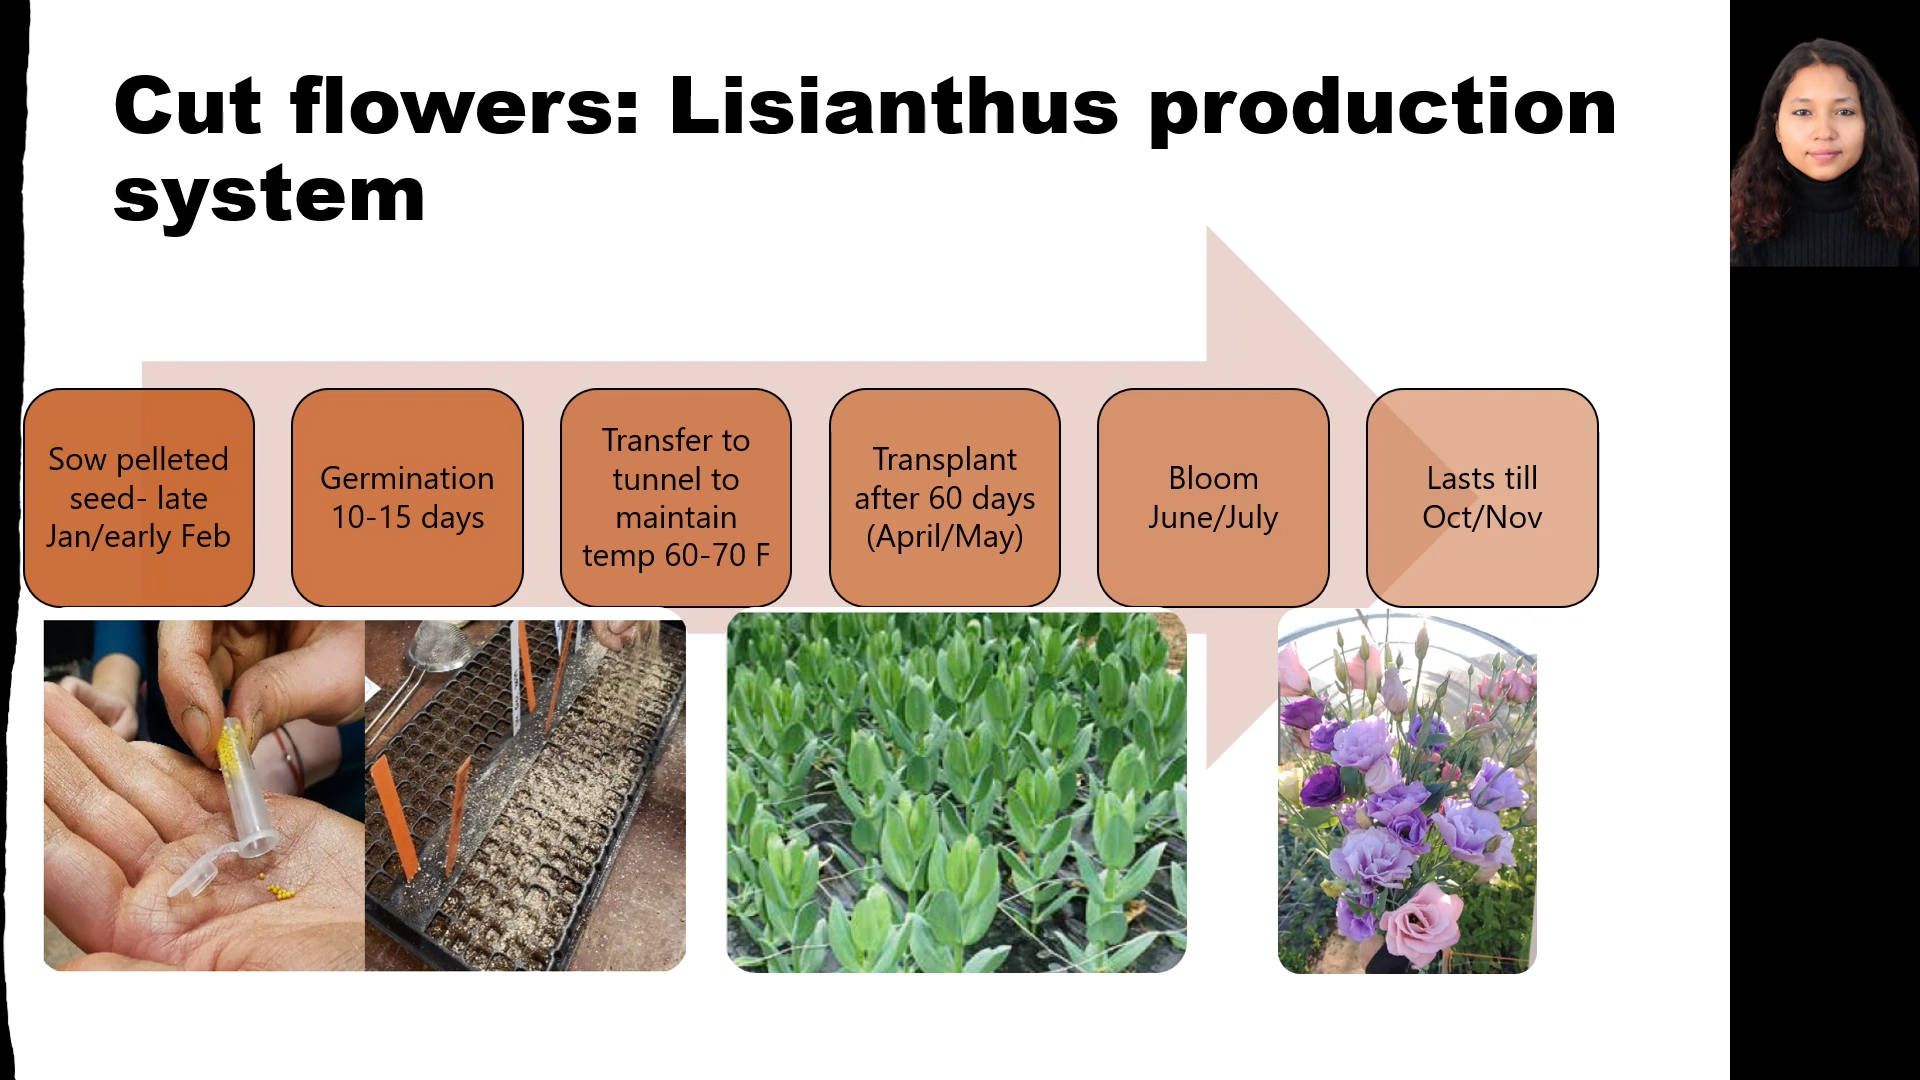 Cut flowers: Lisianthus production
system
Sow pelleted
seed- late
Jan/early Feb
Germination
10-15 days
Transfer to
tunnel to
maintain
temp 60-70 F
Transplant
after 60 days
(April/May)
Bloom
June/July
Lasts till
Oct/Nov